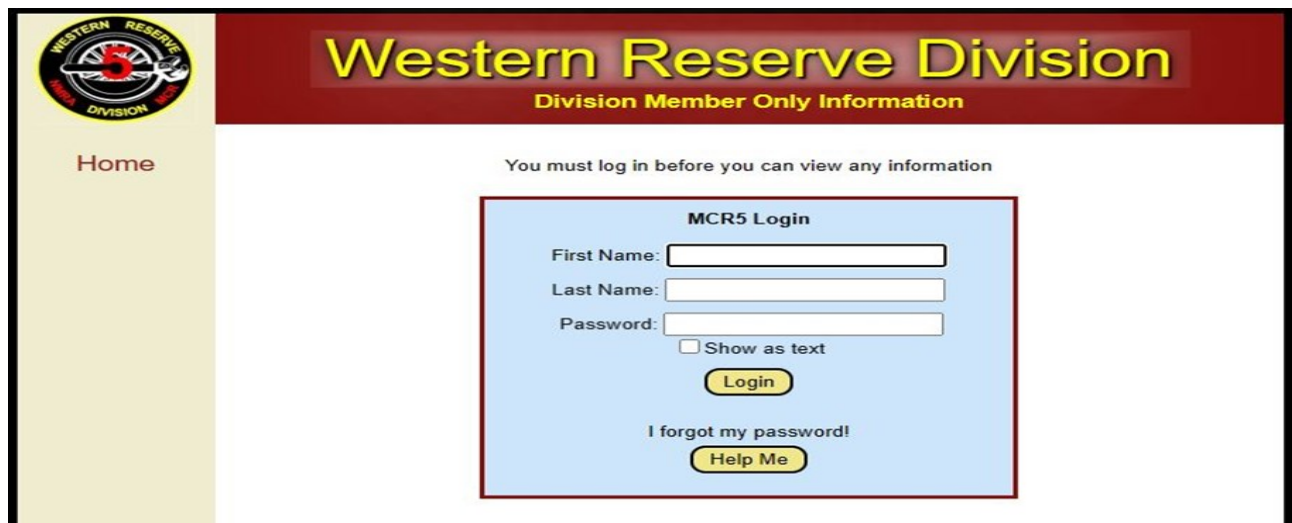 WESTERN RESERVE
5
NMRA DIVISION MCR
Western Reserve Division
Division Member Only Information
Home
You must log in before you can view any information
MCR5 Login
First Name:
Last Name:
Password:
Show as text
Login
I forgot my password!
Help Me